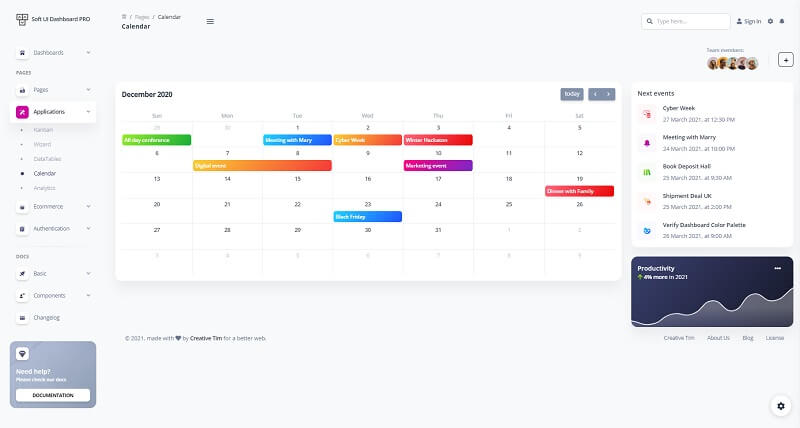 Soft UI Dashboard PRO
/ Pages / Calendar
Calendar
Type here...
Sign In
Dashboards
PAGES
Pages
Applications
Kanban
Wizard
DataTables
Calendar
Analytics
Ecommerce
Authentication
DOCS
Basic
Components
Changelog
Need help?
Please check our docs
DOCUMENTATION
Team members:
+
December 2020
today
Sun Mon Tue Wed Thu Fri Sat
29 30 1 2 3 4 5
All day conference Meeting with Mary Cyber Week Winter Hackaton
6 7 8 9 10 11 12
Digital event Marketing event
13 14 15 16 17 18 19
Dinner with Family
20 21 22 23 24 25 26
Black Friday
27 28 29 30 31 1 2
3 4 5 6 7 8 9
Next events
Cyber Week
27 March 2021, at 12:30 PM
Meeting with Marry
24 March 2021, at 10:00 PM
Book Deposit Hall
25 March 2021, at 9:30 AM
Shipment Deal UK
25 March 2021, at 2:00 PM
Verify Dashboard Color Palette
26 March 2021, at 9:00 AM
Productivity
4% more in 2021
© 2021, made with by Creative Tim for a better web.
Creative Tim About Us Blog License